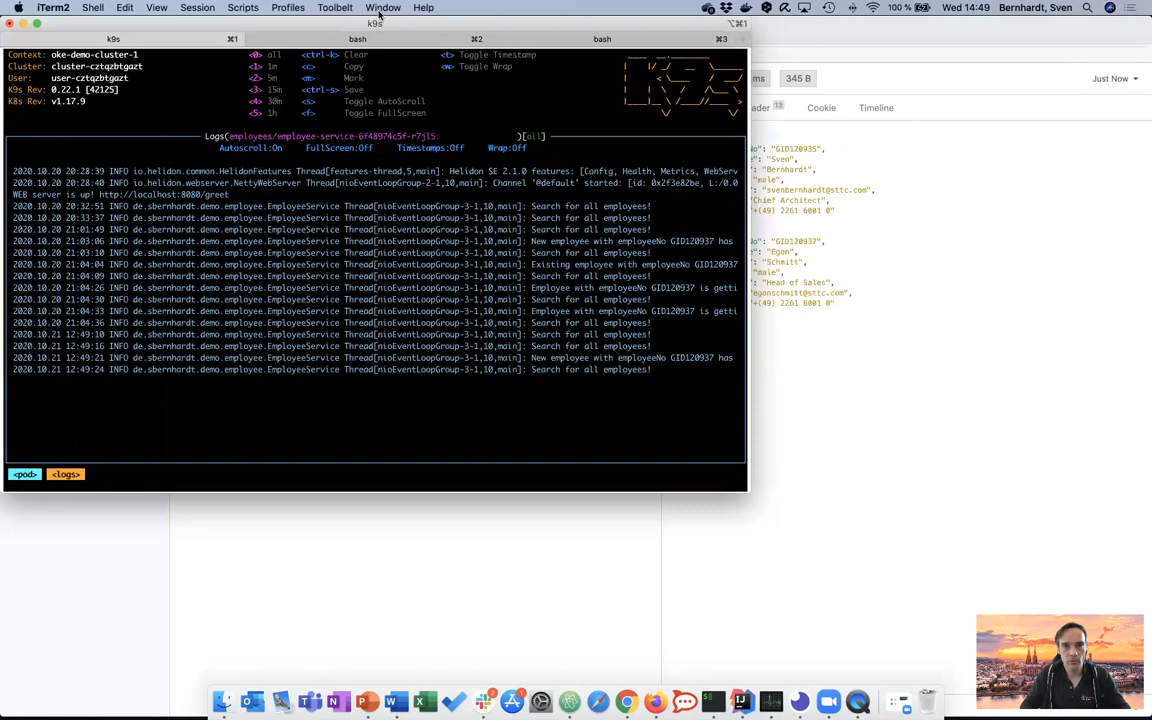 iTerm2 Shell Edit View Session Scripts Profiles Toolbelt Window Help
100 % Wed 14:49 Bernhardt, Sven
k9s ⌥⌘1
k9s ⌘1 bash ⌘2 bash ⌘3
Context: oke-demo-cluster-1 <0> all <ctrl-k> Clear <t> Toggle Timestamp
Cluster: cluster-cztqzbtgazt <1> 1m <c> Copy <w> Toggle Wrap
User: user-cztqzbtgazt <2> 5m <m> Mark
K9s Rev: 0.22.1 [42125] <3> 15m <ctrl-s> Save
K8s Rev: v1.17.9 <4> 30m <s> Toggle AutoScroll
<5> 1h <f> Toggle FullScreen
Logs(employees/employee-service-6f48974c5f-r7jl5: )[all]
Autoscroll:On FullScreen:Off Timestamps:Off Wrap:Off
2020.10.20 20:28:39 INFO io.helidon.common.HelidonFeatures Thread[features-thread,5,main]: Helidon SE 2.1.0 features: [Config, Health, Metrics, WebServ
2020.10.20 20:28:40 INFO io.helidon.webserver.NettyWebServer Thread[nioEventLoopGroup-2-1,10,main]: Channel '@default' started: [id: 0x2f3e82be, L:/0.0
WEB server is up! http://localhost:8080/greet
2020.10.20 20:32:51 INFO de.sbernhardt.demo.employee.EmployeeService Thread[nioEventLoopGroup-3-1,10,main]: Search for all employees!
2020.10.20 20:33:37 INFO de.sbernhardt.demo.employee.EmployeeService Thread[nioEventLoopGroup-3-1,10,main]: Search for all employees!
2020.10.20 21:01:49 INFO de.sbernhardt.demo.employee.EmployeeService Thread[nioEventLoopGroup-3-1,10,main]: Search for all employees!
2020.10.20 21:03:06 INFO de.sbernhardt.demo.employee.EmployeeService Thread[nioEventLoopGroup-3-1,10,main]: New employee with employeeNo GID120937 has
2020.10.20 21:03:10 INFO de.sbernhardt.demo.employee.EmployeeService Thread[nioEventLoopGroup-3-1,10,main]: Search for all employees!
2020.10.20 21:04:04 INFO de.sbernhardt.demo.employee.EmployeeService Thread[nioEventLoopGroup-3-1,10,main]: Existing employee with employeeNo GID120937
2020.10.20 21:04:09 INFO de.sbernhardt.demo.employee.EmployeeService Thread[nioEventLoopGroup-3-1,10,main]: Search for all employees!
2020.10.20 21:04:26 INFO de.sbernhardt.demo.employee.EmployeeService Thread[nioEventLoopGroup-3-1,10,main]: Employee with employeeNo GID120937 is getti
2020.10.20 21:04:30 INFO de.sbernhardt.demo.employee.EmployeeService Thread[nioEventLoopGroup-3-1,10,main]: Search for all employees!
2020.10.20 21:04:33 INFO de.sbernhardt.demo.employee.EmployeeService Thread[nioEventLoopGroup-3-1,10,main]: Employee with employeeNo GID120937 is getti
2020.10.20 21:04:36 INFO de.sbernhardt.demo.employee.EmployeeService Thread[nioEventLoopGroup-3-1,10,main]: Search for all employees!
2020.10.21 12:49:10 INFO de.sbernhardt.demo.employee.EmployeeService Thread[nioEventLoopGroup-3-1,10,main]: Search for all employees!
2020.10.21 12:49:16 INFO de.sbernhardt.demo.employee.EmployeeService Thread[nioEventLoopGroup-3-1,10,main]: Search for all employees!
2020.10.21 12:49:21 INFO de.sbernhardt.demo.employee.EmployeeService Thread[nioEventLoopGroup-3-1,10,main]: New employee with employeeNo GID120937 has
2020.10.21 12:49:24 INFO de.sbernhardt.demo.employee.EmployeeService Thread[nioEventLoopGroup-3-1,10,main]: Search for all employees!
<pod> <logs>
ms 345 B Just Now
ader 13 Cookie Timeline
No": "GID120935",
e": "Sven",
"Bernhardt",
"male",
"svenbernhardt@sttc.com",
"Chief Architect",
"+(49) 2261 6001 0"
No": "GID120937",
e": "Egon",
"Schmitt",
"male",
"Head of Sales",
"egonschmitt@sttc.com",
"+(49) 2261 6001 0"